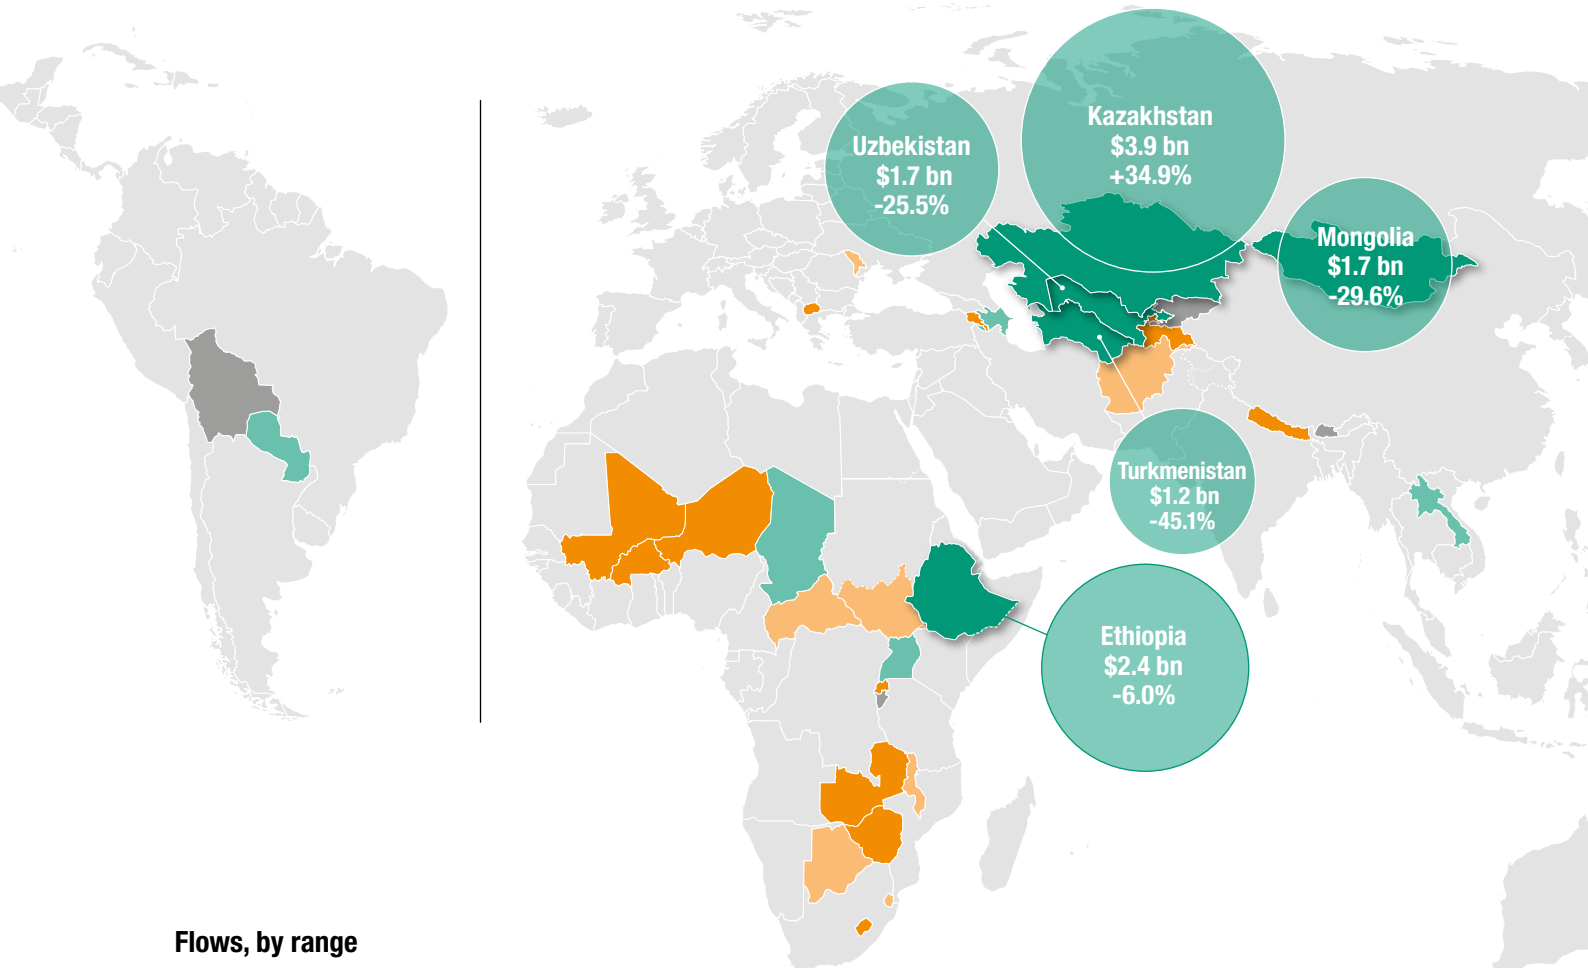 Kazakhstan
$3.9 bn
+34.9%
Uzbekistan
$1.7 bn
-25.5%
Mongolia
$1.7 bn
-29.6%
Turkmenistan
$1.2 bn
-45.1%
Ethiopia
$2.4 bn
-6.0%
Flows, by range